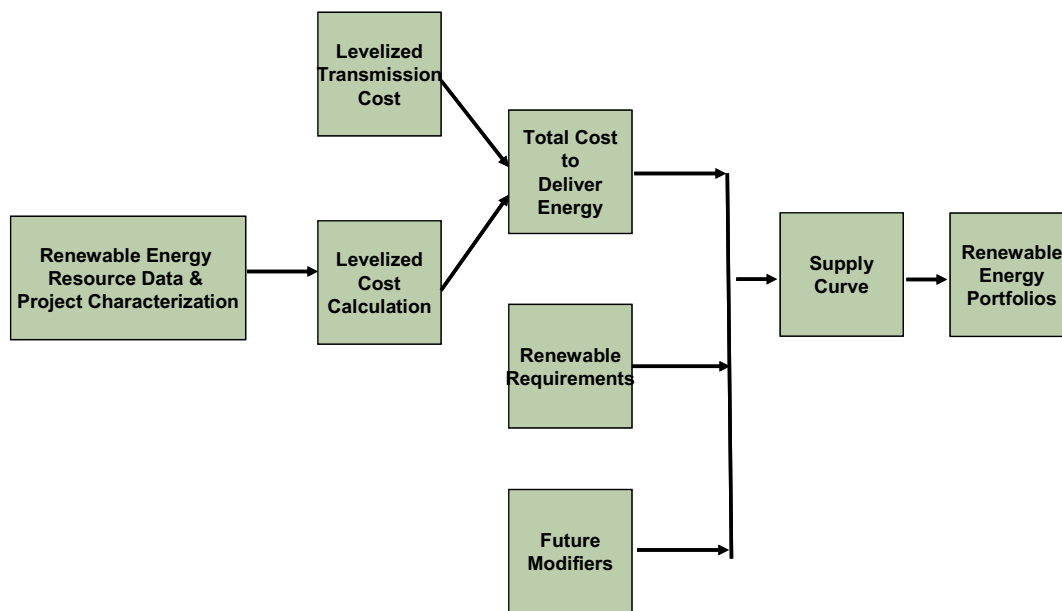 Levelized
Transmission
Cost
Total Cost
to
Deliver
Energy
Renewable Energy
Resource Data &
Project Characterization
Levelized
Cost
Calculation
Supply
Curve
Renewable
Energy
Portfolios
Renewable
Requirements
Future
Modifiers